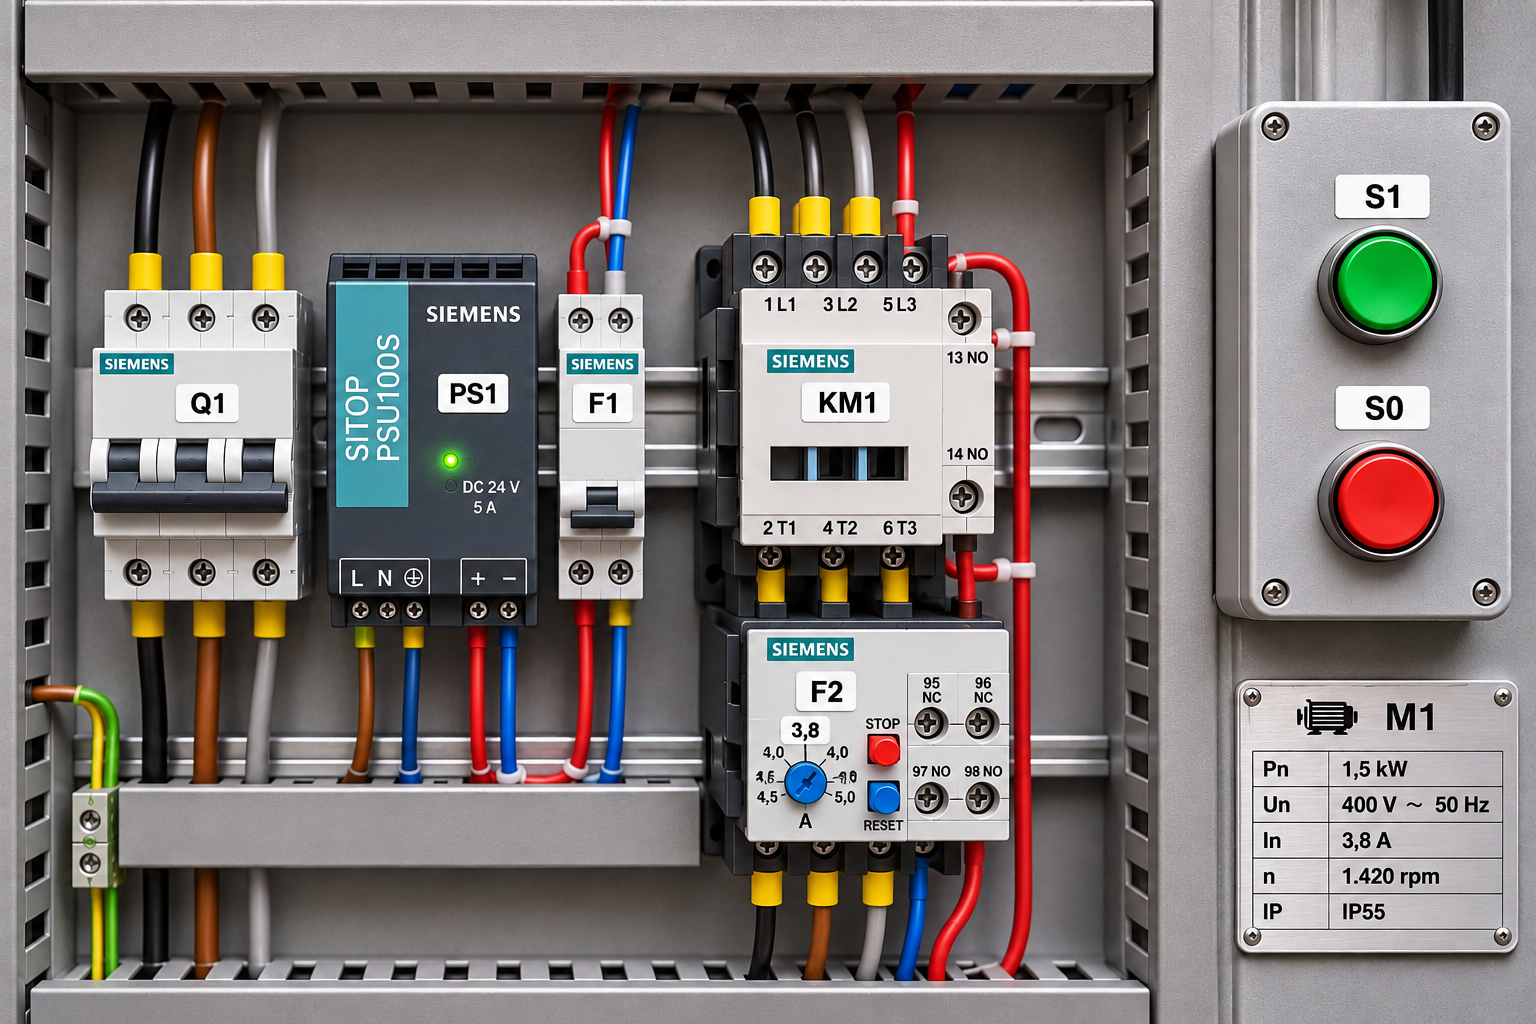 SIEMENS
Q1
SIEMENS
SITOP
PSU100S
PS1
DC 24 V
5 A
L N
+ −
SIEMENS
F1
1 L1 3 L2 5 L3
SIEMENS
13 NO
KM1
14 NO
2 T1 4 T2 6 T3
SIEMENS
F2
95 NC
96 NC
3,8
STOP
4,0 4,0
97 NO 98 NO
4,5 5,0
A
RESET
S1
S0
M1
Pn 1,5 kW
Un 400 V ~ 50 Hz
In 3,8 A
n 1.420 rpm
IP IP55